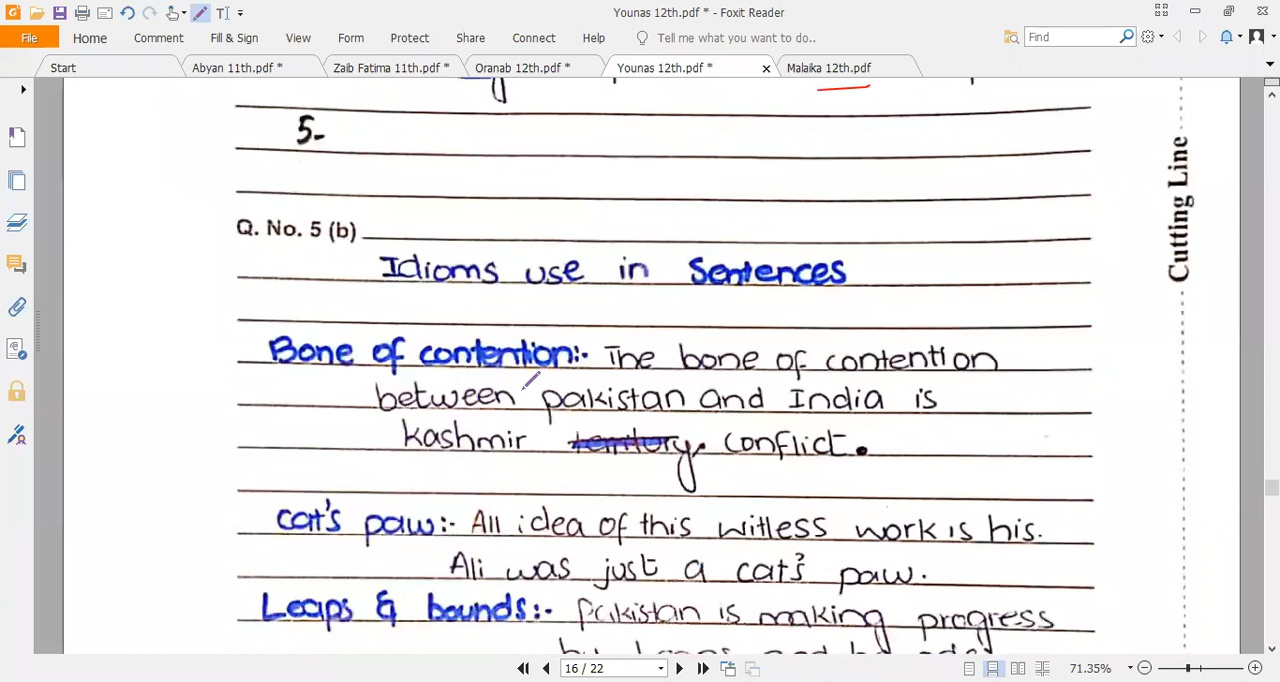 Younas 12th.pdf * - Foxit Reader
File Home Comment Fill & Sign View Form Protect Share Connect Help Tell me what you want to do.. Find
Start Abyan 11th.pdf * Zaib Fatima 11th.pdf * Oranab 12th.pdf * Younas 12th.pdf * Malaika 12th.pdf
5-
Q. No. 5 (b)
Idioms use in Sentences
Bone of contention:- The bone of contention
between pakistan and India is
kashmir territory. conflict.
cat's paw:- All idea of this witless work is his.
Ali was just a cat's paw.
Leaps & bounds:- Pakistan is making progress
Cutting Line
16 / 22 71.35%